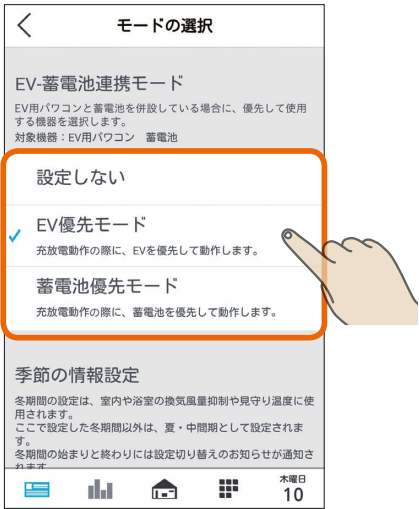 モードの選択
EV-蓄電池連携モード
EV用パワコンと蓄電池を併設している場合に、優先して使用
する機器を選択します。
対象機器：EV用パワコン　蓄電池
設定しない
EV優先モード
充放電動作の際に、EVを優先して動作します。
蓄電池優先モード
充放電動作の際に、蓄電池を優先して動作します。
季節の情報設定
冬期間の設定は、室内や浴室の換気風量抑制や見守り温度に使
用されます。
ここで設定した冬期間以外は、夏・中間期として設定されま
す。
冬期間の始まりと終わりには設定切り替えのお知らせが通知さ
れます
木曜日
10